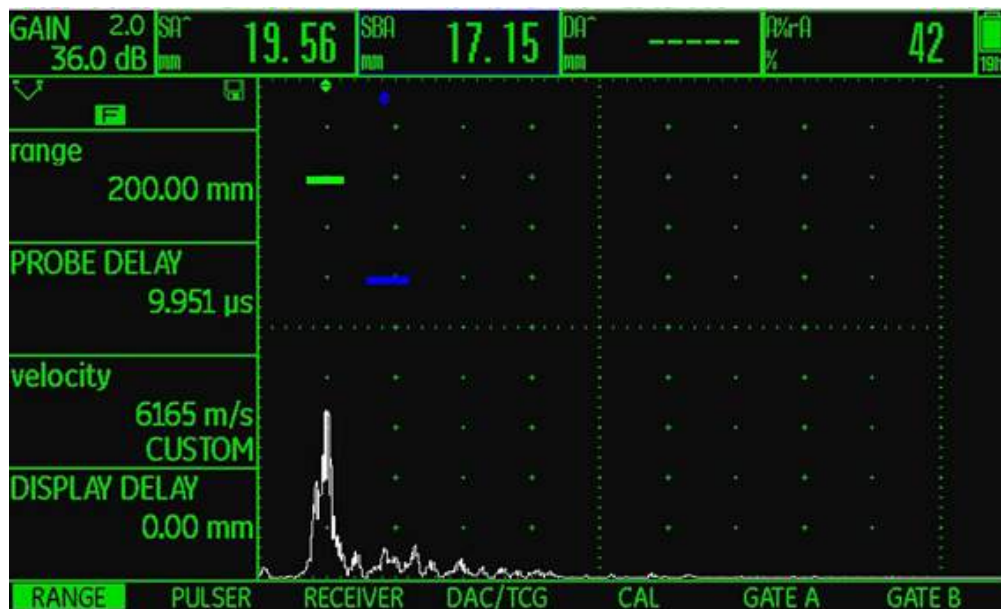 GAIN 2.0
36.0 dB
SA^
mm
19.56
SBA
mm
17.15
DA^
mm
-----
A%rA
%
42
19h
F
range
200.00 mm
PROBE DELAY
9.951 µs
velocity
6165 m/s
CUSTOM
DISPLAY DELAY
0.00 mm
RANGE PULSER RECEIVER DAC/TCG CAL GATE A GATE B